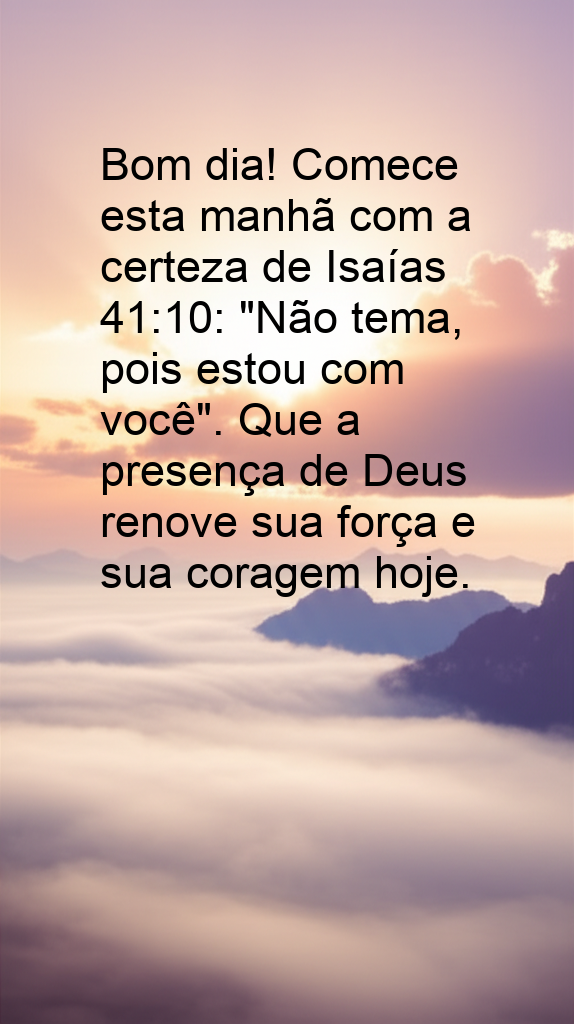 Bom dia! Comece
esta manhã com a
certeza de Isaías
41:10: "Não tema,
pois estou com
você". Que a
presença de Deus
renove sua força e
sua coragem hoje.